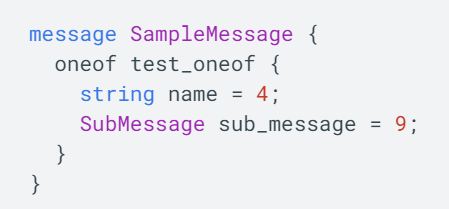 message SampleMessage {
  oneof test_oneof {
    string name = 4;
    SubMessage sub_message = 9;
  }
}